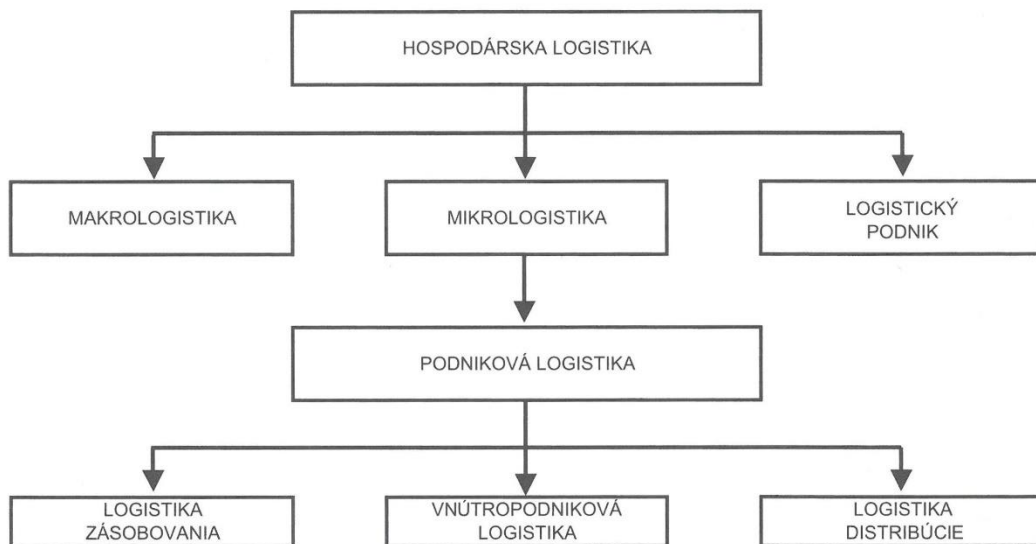 HOSPODÁRSKA LOGISTIKA
MAKROLOGISTIKA
MIKROLOGISTIKA
LOGISTICKÝ
PODNIK
PODNIKOVÁ LOGISTIKA
LOGISTIKA
ZÁSOBOVANIA
VNÚTROPODNIKOVÁ
LOGISTIKA
LOGISTIKA
DISTRIBÚCIE